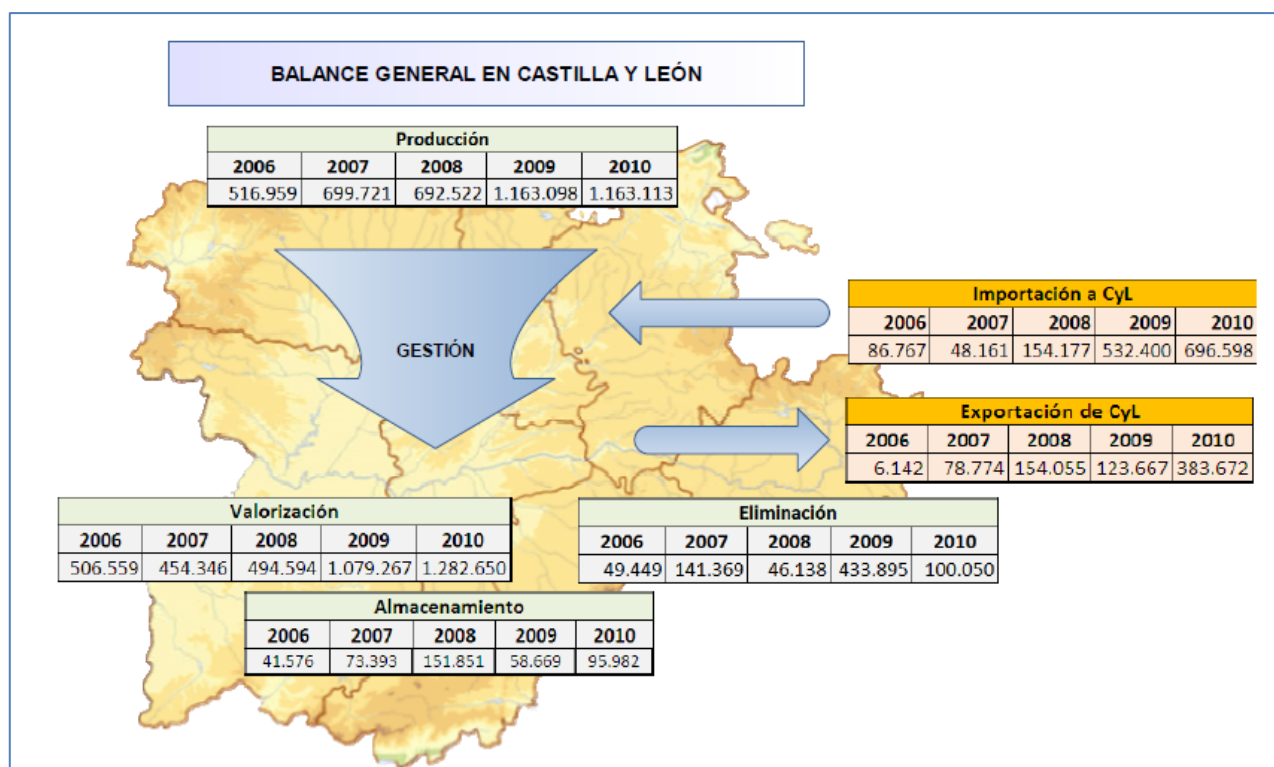 BALANCE GENERAL EN CASTILLA Y LEÓN
Producción
2006 2007 2008 2009 2010
516.959 699.721 692.522 1.163.098 1.163.113
GESTIÓN
Importación a CyL
2006 2007 2008 2009 2010
86.767 48.161 154.177 532.400 696.598
Exportación de CyL
2006 2007 2008 2009 2010
6.142 78.774 154.055 123.667 383.672
Valorización
2006 2007 2008 2009 2010
506.559 454.346 494.594 1.079.267 1.282.650
Eliminación
2006 2007 2008 2009 2010
49.449 141.369 46.138 433.895 100.050
Almacenamiento
2006 2007 2008 2009 2010
41.576 73.393 151.851 58.669 95.982